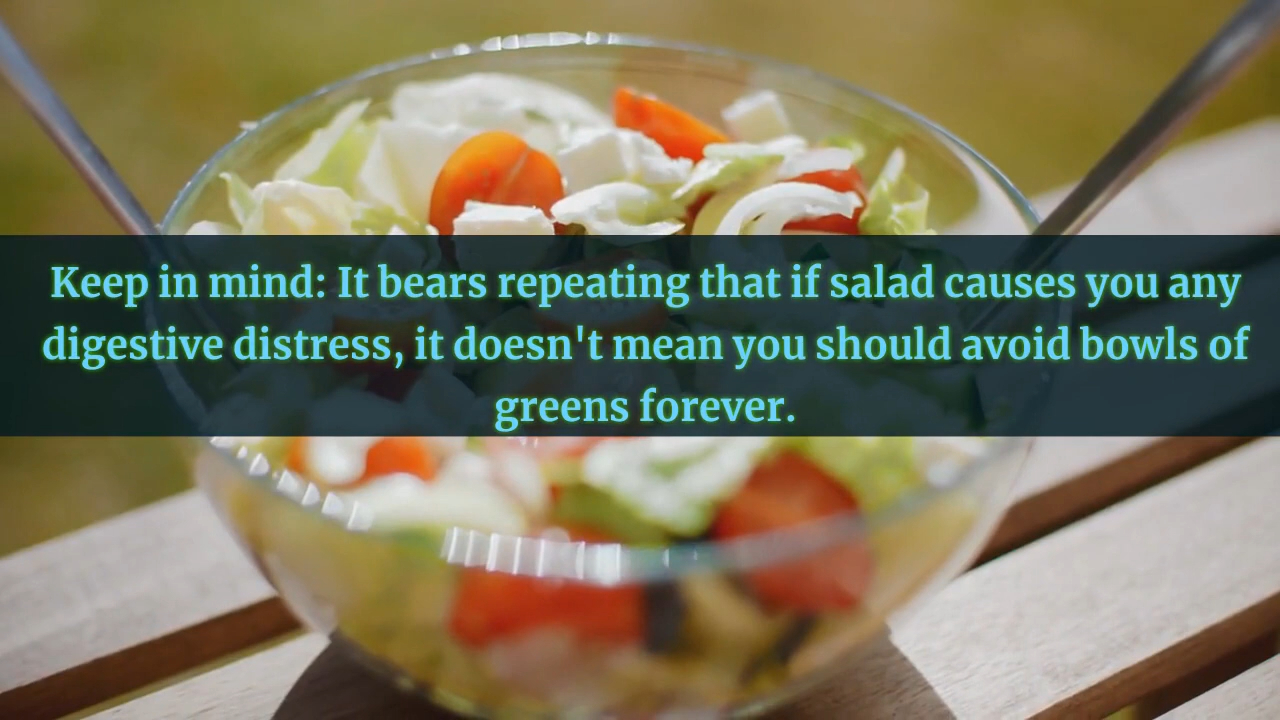 Keep in mind: It bears repeating that if salad causes you any
digestive distress, it doesn't mean you should avoid bowls of
greens forever.